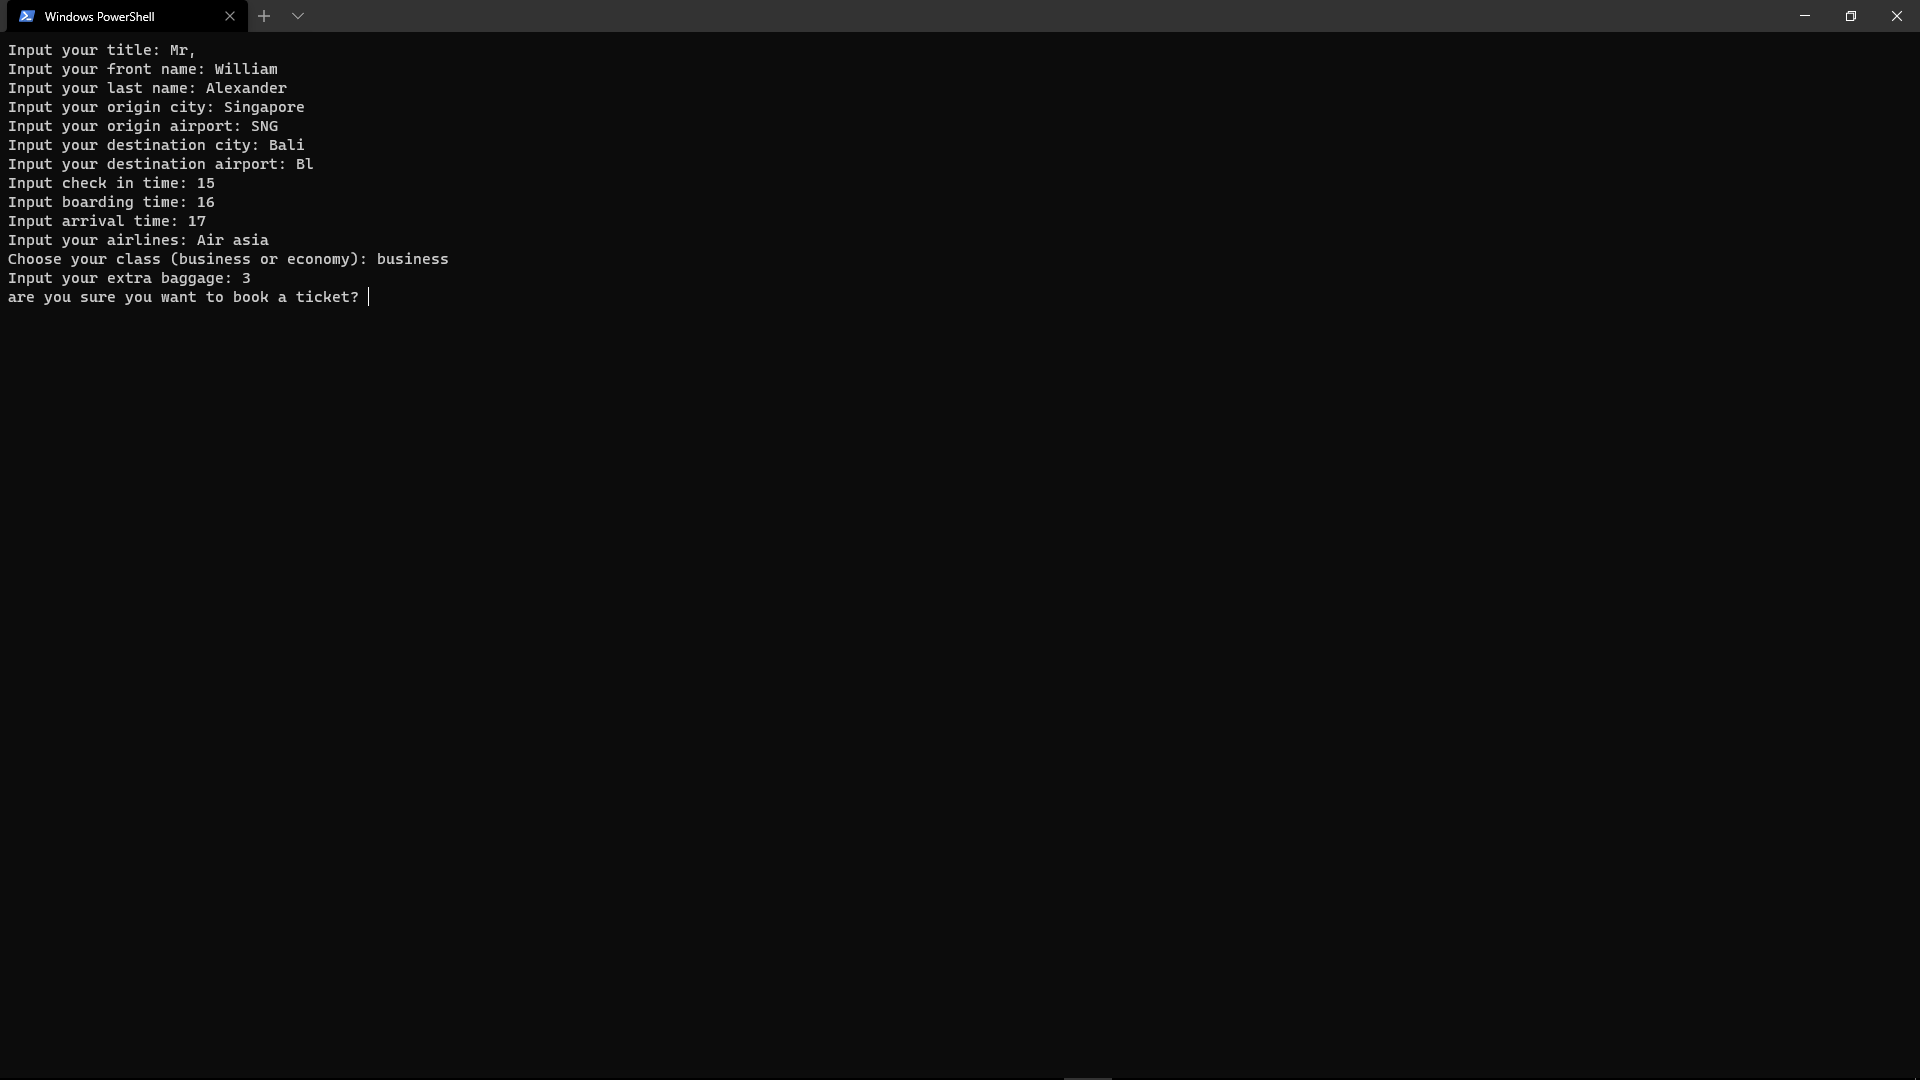 Windows PowerShell
Input your title: Mr,
Input your front name: William
Input your last name: Alexander
Input your origin city: Singapore
Input your origin airport: SNG
Input your destination city: Bali
Input your destination airport: Bl
Input check in time: 15
Input boarding time: 16
Input arrival time: 17
Input your airlines: Air asia
Choose your class (business or economy): business
Input your extra baggage: 3
are you sure you want to book a ticket?